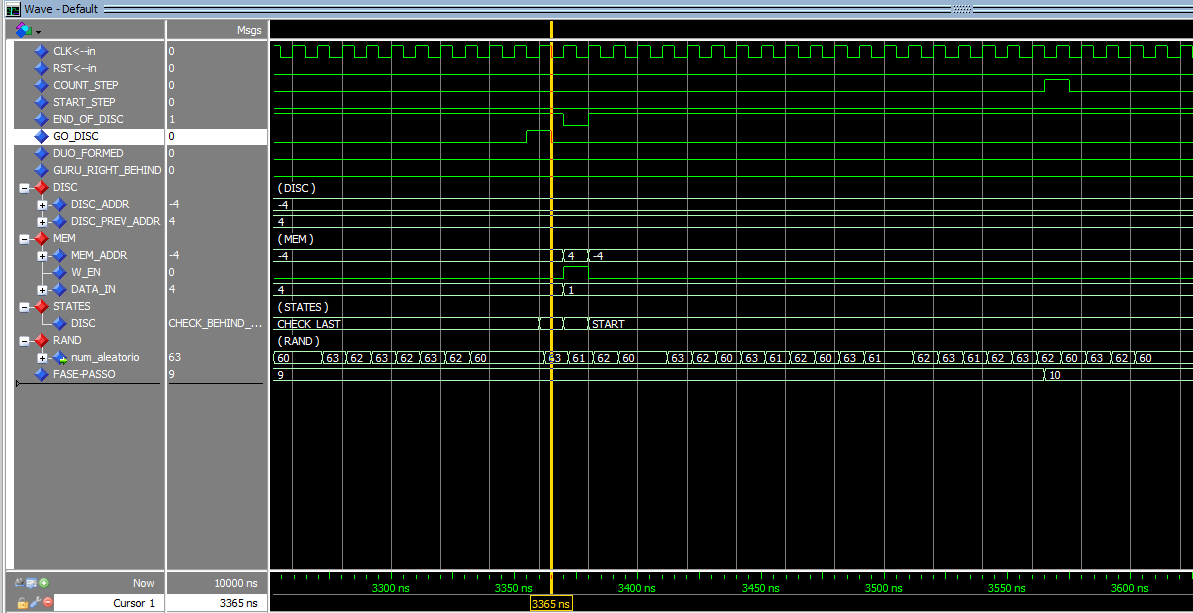 Wave - Default
Msgs
CLK<--in 0
RST<--in 0
COUNT_STEP 0
START_STEP 0
END_OF_DISC 1
GO_DISC 0
DUO_FORMED 0
GURU_RIGHT_BEHIND 0
DISC (DISC)
DISC_ADDR -4 -4
DISC_PREV_ADDR 4 4
MEM (MEM)
MEM_ADDR -4 -4 4 -4
W_EN 0
DATA_IN 4 4 1
STATES (STATES)
DISC CHECK_BEHIND_... CHECK LAST START
RAND (RAND)
num_aleatorio 63 60 63 62 63 62 63 62 60 63 61 62 60 63 62 63 61 62 60 63 61 62 63 61 62 63 62 60 63 62 60
FASE-PASSO 9 9 10
Now 10000 ns 3300 ns 3350 ns 3400 ns 3450 ns 3500 ns 3550 ns 3600 ns
Cursor 1 3365 ns 3365 ns